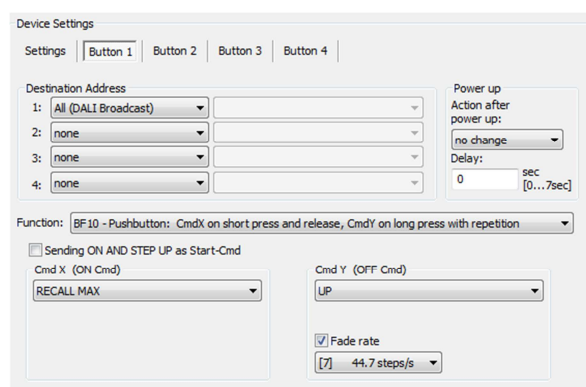 Device Settings
Settings Button 1 Button 2 Button 3 Button 4
Destination Address
1: All (DALI Broadcast)
2: none
3: none
4: none
Power up
Action after
power up:
no change
Delay:
0 sec
[0...7sec]
Function: BF10 - Pushbutton: CmdX on short press and release, CmdY on long press with repetition
Sending ON AND STEP UP as Start-Cmd
Cmd X (ON Cmd)
RECALL MAX
Cmd Y (OFF Cmd)
UP
Fade rate
[7] 44.7 steps/s